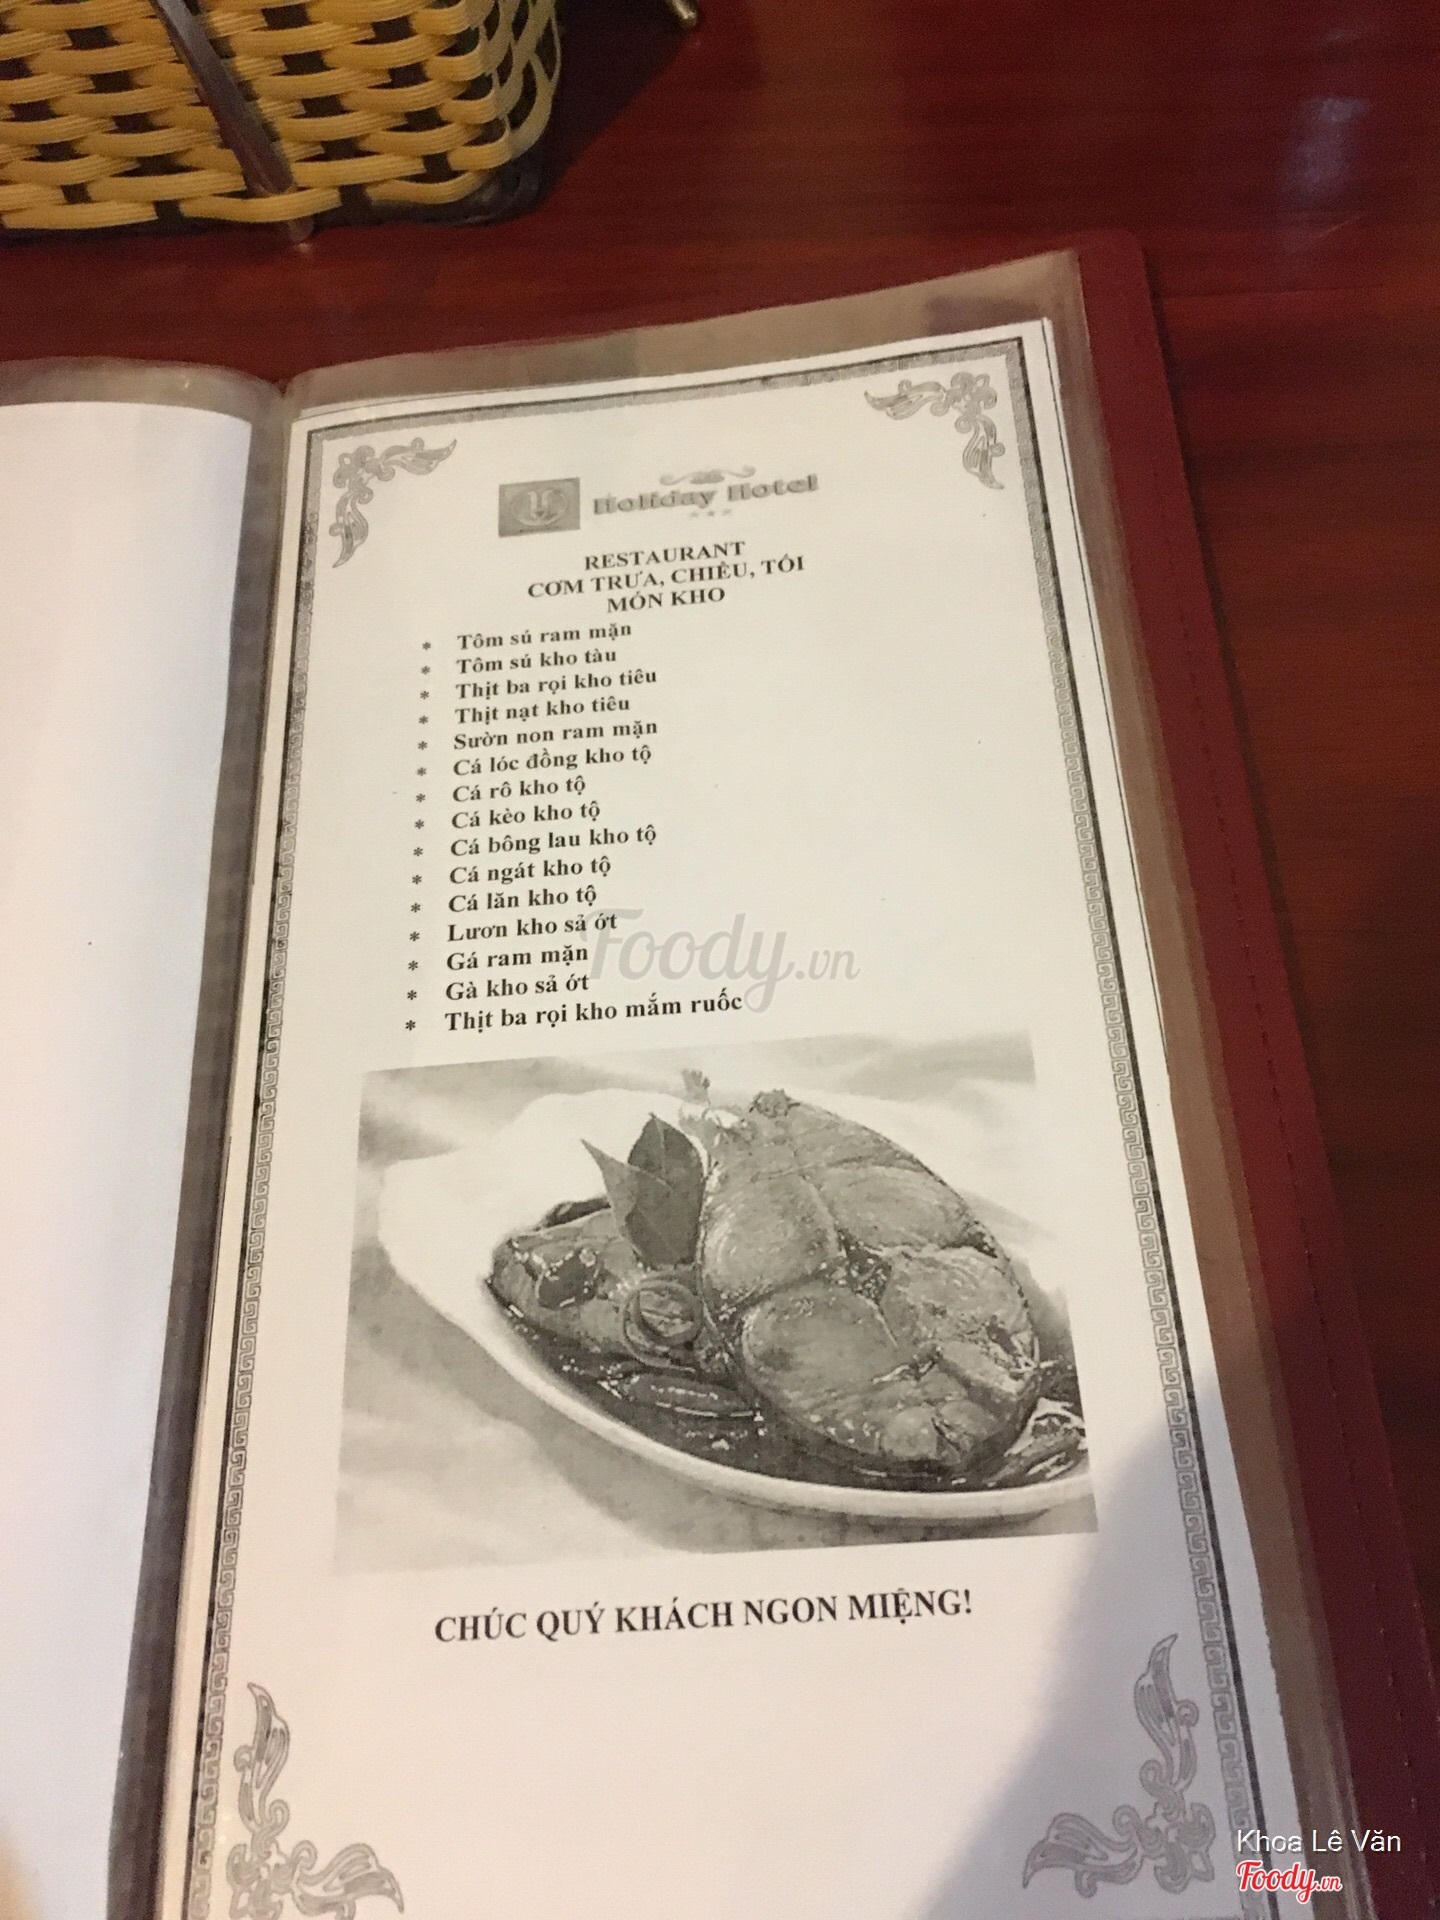 Holiday Hotel
RESTAURANT
CƠM TRƯA, CHIỀU, TỐI
MÓN KHO
* Tôm sú ram mặn
* Tôm sú kho tàu
* Thịt ba rọi kho tiêu
* Thịt nạt kho tiêu
* Sườn non ram mặn
* Cá lóc đồng kho tộ
* Cá rô kho tộ
* Cá kèo kho tộ
* Cá bông lau kho tộ
* Cá ngát kho tộ
* Cá lăn kho tộ
* Lươn kho sả ớt
* Gá ram mặn
* Gà kho sả ớt
* Thịt ba rọi kho mắm ruốc
Foody.vn
CHÚC QUÝ KHÁCH NGON MIỆNG!
Khoa Lê Văn
Foody.vn